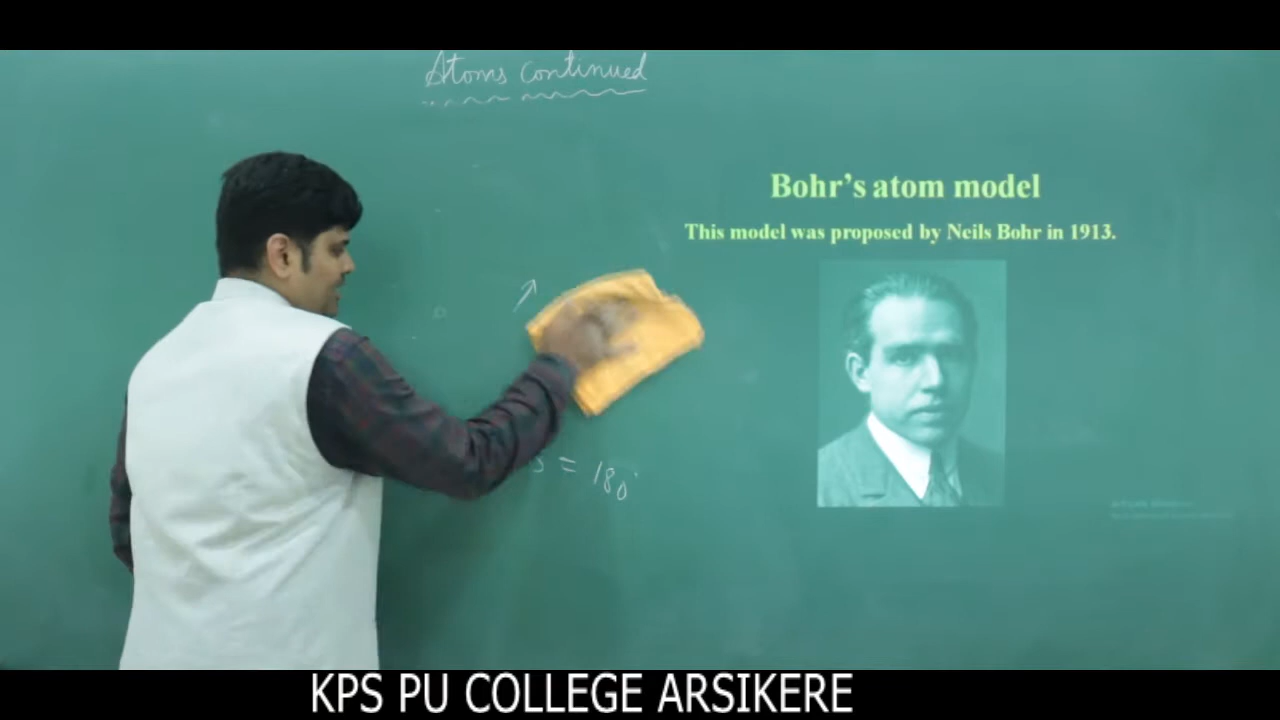 Atoms continued
Bohr's atom model
This model was proposed by Neils Bohr in 1913.
= 180°
KPS PU COLLEGE ARSIKERE